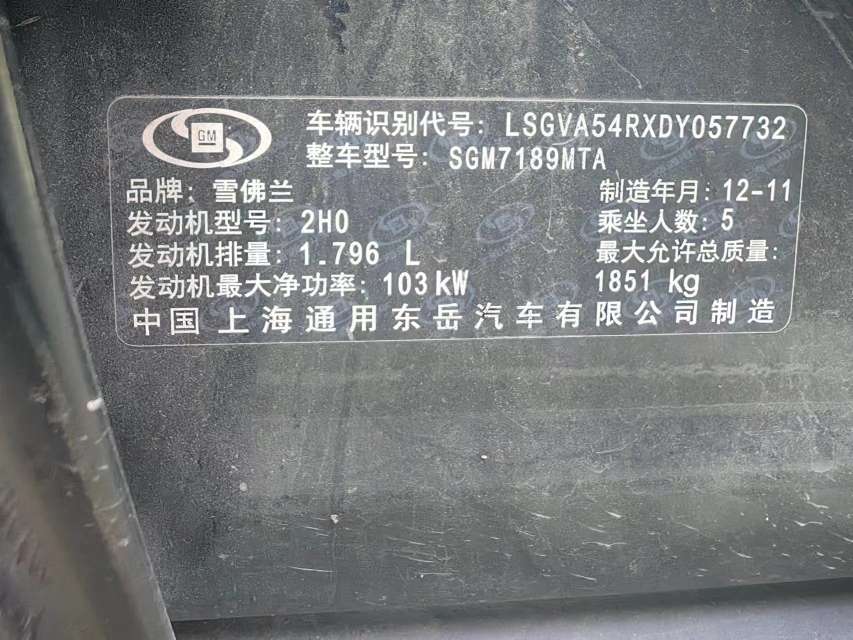 GM
车辆识别代号: LSGVA54RXDY057732
整车型号: SGM7189MTA
品牌: 雪佛兰 制造年月: 12-11
发动机型号: 2H0 乘坐人数: 5
发动机排量: 1.796 L 最大允许总质量:
发动机最大净功率: 103kW 1851 kg
中国上海通用东岳汽车有限公司制造